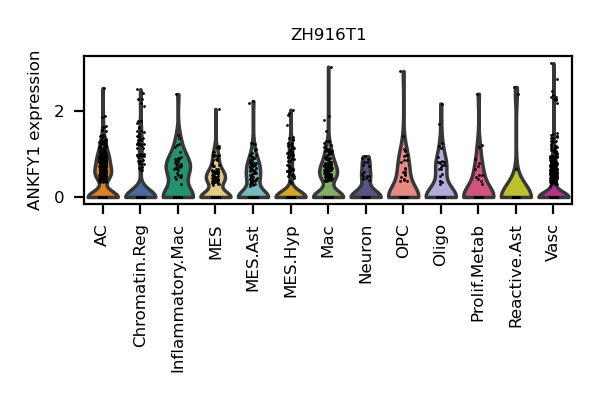 ZH916T1
ANKFY1 expression
2
0
AC
Chromatin.Reg
Inflammatory.Mac
MES
MES.Ast
MES.Hyp
Mac
Neuron
OPC
Oligo
Prolif.Metab
Reactive.Ast
Vasc